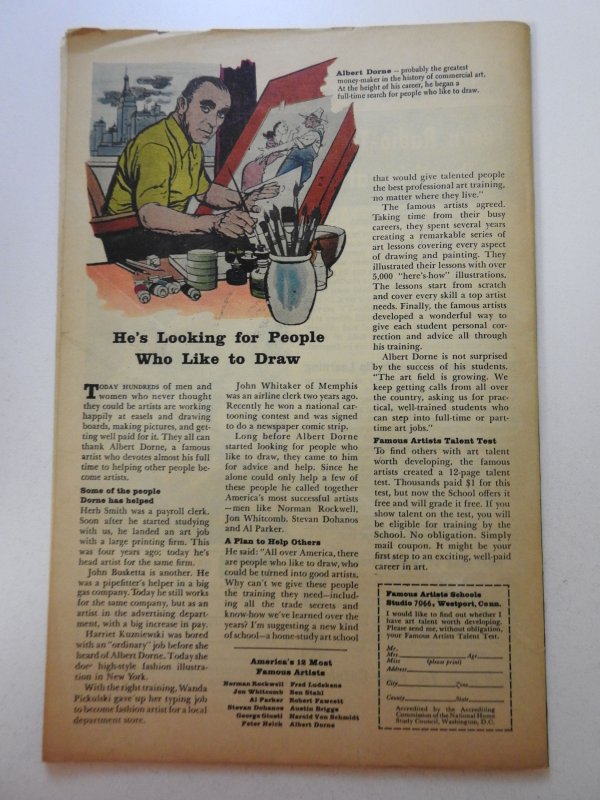 Albert Dorne — probably the greatest
money-maker in the history of commercial art.
At the height of his career, he began a
full-time search for people who like to draw.
He's Looking for People
Who Like to Draw
TODAY HUNDREDS of men and
women who never thought
they could be artists are working
happily at easels and drawing
boards, making pictures, and get-
ting well paid for it. They all can
thank Albert Dorne, a famous
artist who devotes almost his full
time to helping other people be-
come artists.
Some of the people
Dorne has helped
Herb Smith was a payroll clerk.
Soon after he started studying
with us, he landed an art job
with a large printing firm. This
was four years ago; today he's
head artist for the same firm.
John Busketta is another. He
was a pipefitter's helper in a big
gas company. Today he still works
for the same company, but as an
artist in the advertising depart-
ment, with a big increase in pay.
Harriet Kuzniewski was bored
with an "ordinary" job before she
heard of Albert Dorne. Today she
does high-style fashion illustra-
tion in New York.
With the right training, Wanda
Pickulski gave up her typing job
to become fashion artist for a local
department store.
John Whitaker of Memphis
was an airline clerk two years ago.
Recently he won a national car-
tooning contest and was signed
to do a newspaper comic strip.
Long before Albert Dorne
started looking for people who
like to draw, they came to him
for advice and help. Since he
alone could only help a few of
these people he called together
America's most successful artists
—men like Norman Rockwell,
Jon Whitcomb, Stevan Dohanos
and Al Parker.
A Plan to Help Others
He said: "All over America, there
are people who like to draw, who
could be turned into good artists.
Why can't we give these people
the training they need—includ-
ing all the trade secrets and
know-how we've learned over the
years? I'm suggesting a new kind
of school—a home-study art school
America's 12 Most
Famous Artists
Norman Rockwell Fred Ludekens
Jon Whitcomb Ben Stahl
Al Parker Robert Fawcett
Stevan Dohanos Austin Briggs
George Giusti Harold Von Schmidt
Peter Helck Albert Dorne
that would give talented people
the best professional art training,
no matter where they live."
The famous artists agreed.
Taking time from their busy
careers, they spent several years
creating a remarkable series of
art lessons covering every aspect
of drawing and painting. They
illustrated their lessons with over
5,000 "here's-how" illustrations.
The lessons start from scratch
and cover every skill a top artist
needs. Finally, the famous artists
developed a wonderful way to
give each student personal cor-
rection and advice all through
his training.
Albert Dorne is not surprised
by the success of his students.
"The art field is growing. We
keep getting calls from all over
the country, asking us for prac-
tical, well-trained students who
can step into full-time or part-
time art jobs."
Famous Artists Talent Test
To find others with art talent
worth developing, the famous
artists created a 12-page talent
test. Thousands paid $1 for this
test, but now the School offers it
free and will grade it free. If you
show talent on the test, you will
be eligible for training by the
School. No obligation. Simply
mail coupon. It might be your
first step to an exciting, well-paid
career in art.
Famous Artists Schools
Studio 7066, Westport, Conn.
I would like to find out whether I
have art talent worth developing.
Please send me, without obligation,
your Famous Artists Talent Test.
Mr.
Mrs. Age
Miss (please print)
Address
City Zone
County State
Accredited by the Accrediting
Commission of the National Home
Study Council, Washington, D.C.